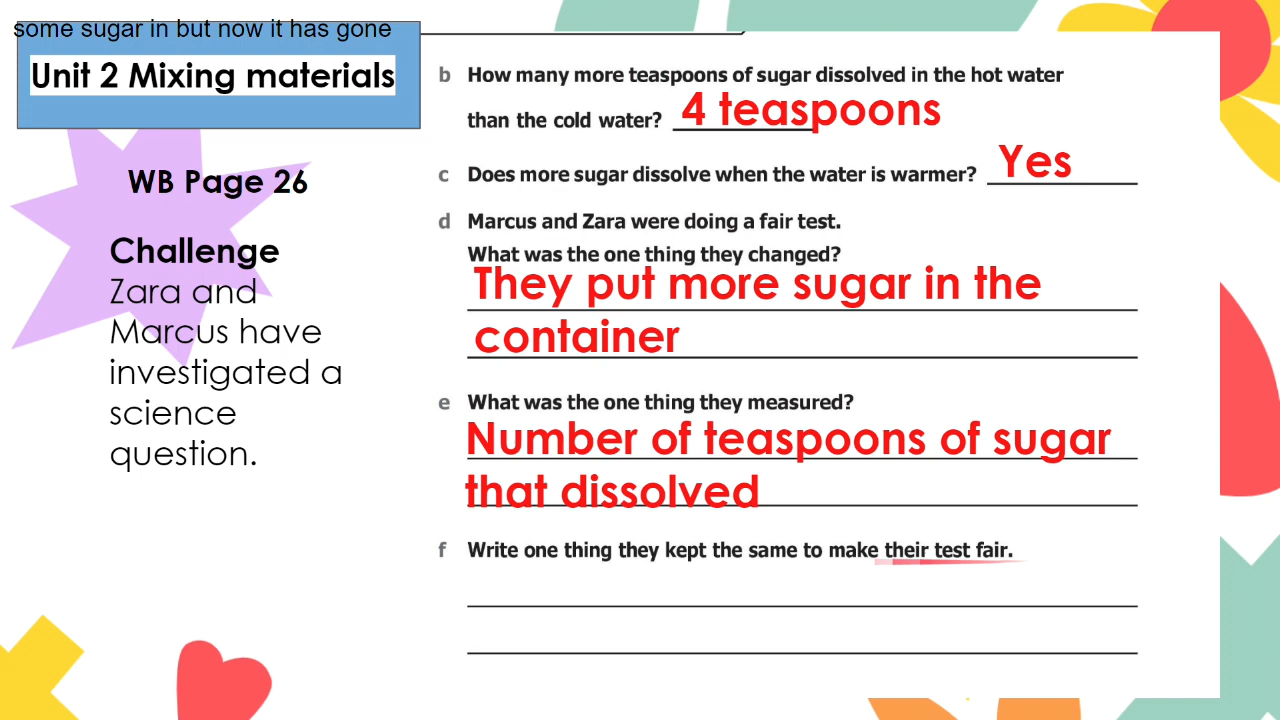 some sugar in but now it has gone
Unit 2 Mixing materials
WB Page 26
Challenge
Zara and
Marcus have
investigated a
science
question.
b How many more teaspoons of sugar dissolved in the hot water
than the cold water? 4 teaspoons
c Does more sugar dissolve when the water is warmer? Yes
d Marcus and Zara were doing a fair test.
What was the one thing they changed?
They put more sugar in the
container
e What was the one thing they measured?
Number of teaspoons of sugar
that dissolved
f Write one thing they kept the same to make their test fair.